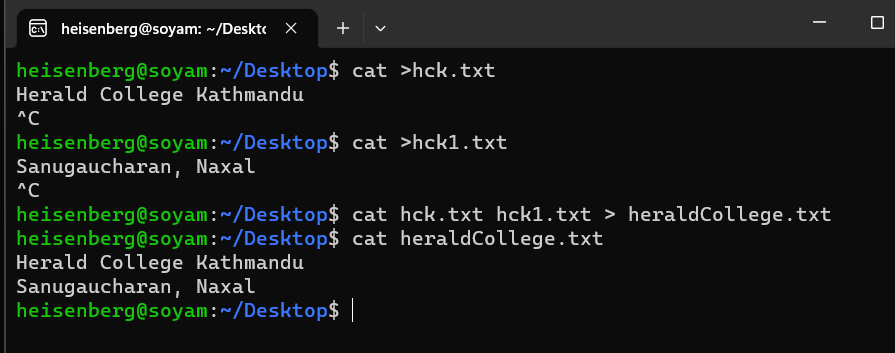 heisenberg@soyam: ~/Deskto
heisenberg@soyam:~/Desktop$ cat >hck.txt
Herald College Kathmandu
^C
heisenberg@soyam:~/Desktop$ cat >hck1.txt
Sanugaucharan, Naxal
^C
heisenberg@soyam:~/Desktop$ cat hck.txt hck1.txt > heraldCollege.txt
heisenberg@soyam:~/Desktop$ cat heraldCollege.txt
Herald College Kathmandu
Sanugaucharan, Naxal
heisenberg@soyam:~/Desktop$